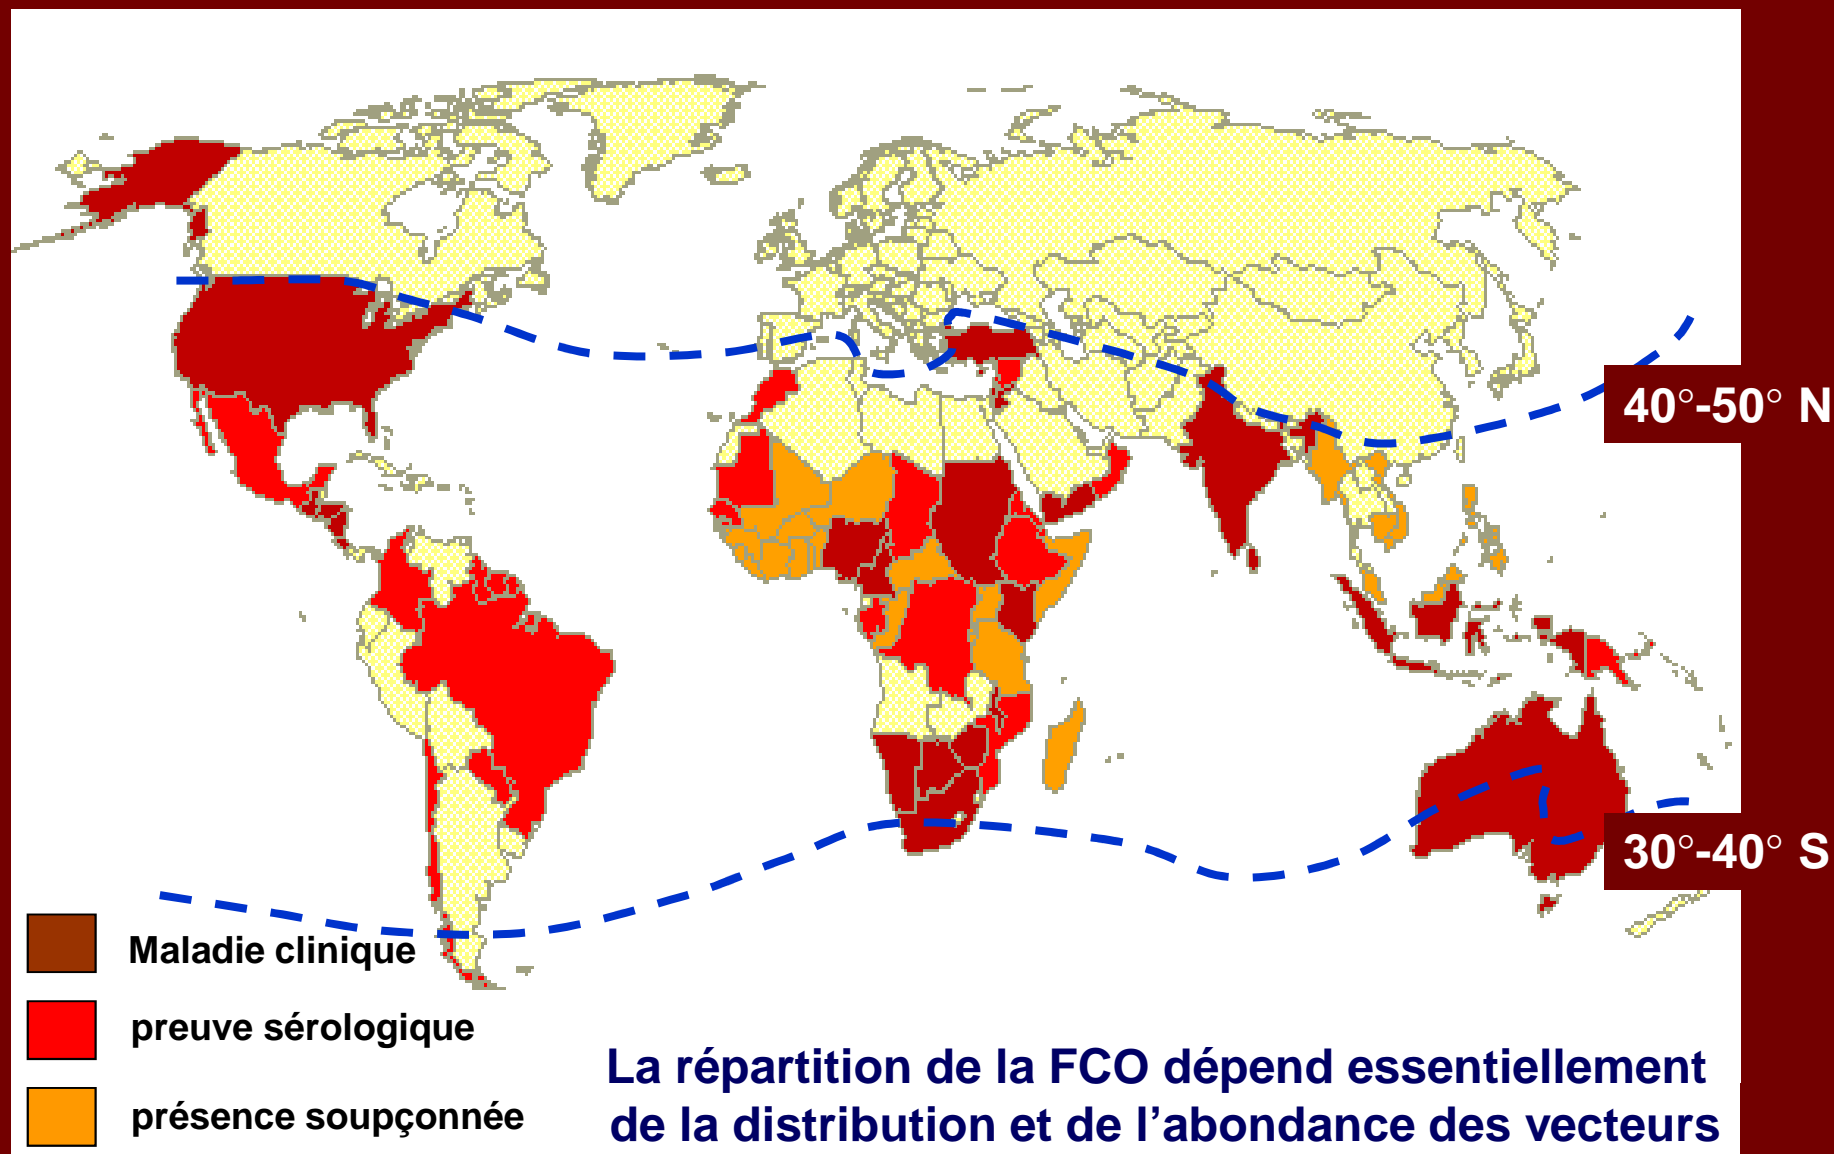 40°-50° N
30°-40° S
Maladie clinique
preuve sérologique
présence soupçonnée
La répartition de la FCO dépend essentiellement
de la distribution et de l’abondance des vecteurs